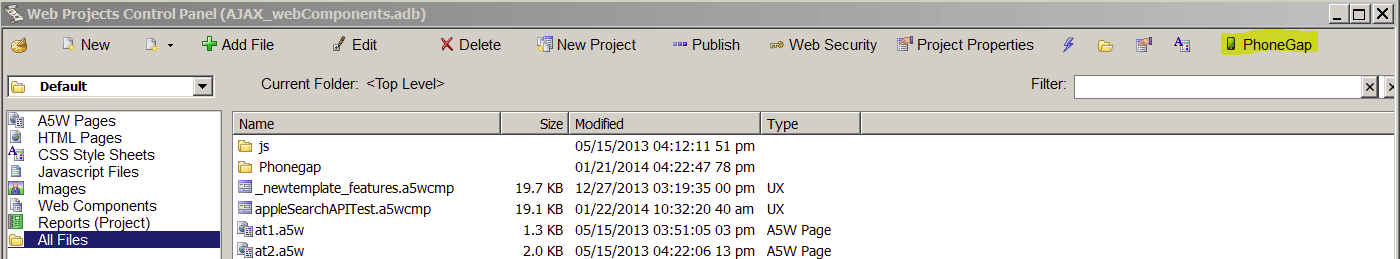 Web Projects Control Panel (AJAX_webComponents.adb)
New Add File Edit Delete New Project Publish Web Security Project Properties PhoneGap
Default Current Folder: <Top Level> Filter:
A5W Pages
HTML Pages
CSS Style Sheets
Javascript Files
Images
Web Components
Reports (Project)
All Files
Name Size Modified Type
js 05/15/2013 04:12:11 51 pm
Phonegap 01/21/2014 04:22:47 78 pm
_newtemplate_features.a5wcmp 19.7 KB 12/27/2013 03:19:35 00 pm UX
appleSearchAPITest.a5wcmp 19.1 KB 01/22/2014 10:32:20 40 am UX
at1.a5w 1.3 KB 05/15/2013 03:51:05 03 pm A5W Page
at2.a5w 2.0 KB 05/15/2013 04:22:06 13 pm A5W Page